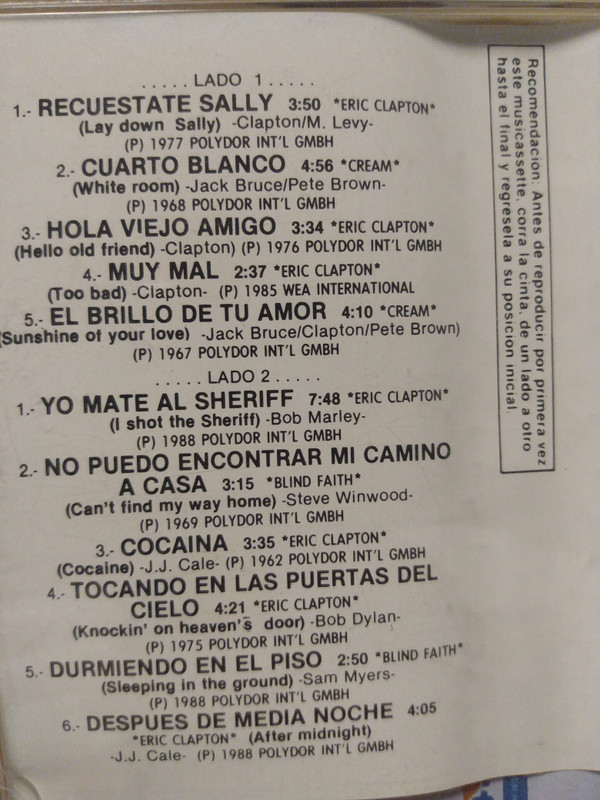 .....LADO 1.....
1.- RECUESTATE SALLY 3:50 *ERIC CLAPTON*
(Lay down Sally) -Clapton/M. Levy-
(P) 1977 POLYDOR INT'L GMBH
2.- CUARTO BLANCO 4:56 *CREAM*
(White room) -Jack Bruce/Pete Brown-
(P) 1968 POLYDOR INT'L GMBH
3.- HOLA VIEJO AMIGO 3:34 *ERIC CLAPTON*
(Hello old friend) -Clapton) (P) 1976 POLYDOR INT'L GMBH
4.- MUY MAL 2:37 *ERIC CLAPTON*
(Too bad) -Clapton- (P) 1985 WEA INTERNATIONAL
5.- EL BRILLO DE TU AMOR 4:10 *CREAM*
(Sunshine of your love) -Jack Bruce/Clapton/Pete Brown)
(P) 1967 POLYDOR INT'L GMBH
.....LADO 2.....
1.- YO MATE AL SHERIFF 7:48 *ERIC CLAPTON*
(I shot the Sheriff) -Bob Marley-
(P) 1988 POLYDOR INT'L GMBH
2.- NO PUEDO ENCONTRAR MI CAMINO
A CASA 3:15 *BLIND FAITH*
(Can't find my way home) -Steve Winwood-
(P) 1969 POLYDOR INT'L GMBH
3.- COCAINA 3:35 *ERIC CLAPTON*
(Cocaine) -J.J. Cale- (P) 1962 POLYDOR INT'L GMBH
4.- TOCANDO EN LAS PUERTAS DEL
CIELO 4:21 *ERIC CLAPTON*
(Knockin' on heaven's door) -Bob Dylan-
(P) 1975 POLYDOR INT'L GMBH
5.- DURMIENDO EN EL PISO 2:50 *BLIND FAITH*
(Sleeping in the ground) -Sam Myers-
(P) 1988 POLYDOR INT'L GMBH
6.- DESPUES DE MEDIA NOCHE 4:05
*ERIC CLAPTON* (After midnight)
-J.J. Cale- (P) 1988 POLYDOR INT'L GMBH
Recomendacion: Antes de reproducir por primera vez
este musicassette, corra la cinta, de un lado a otro
hasta el final y regresela a su posicion inicial.